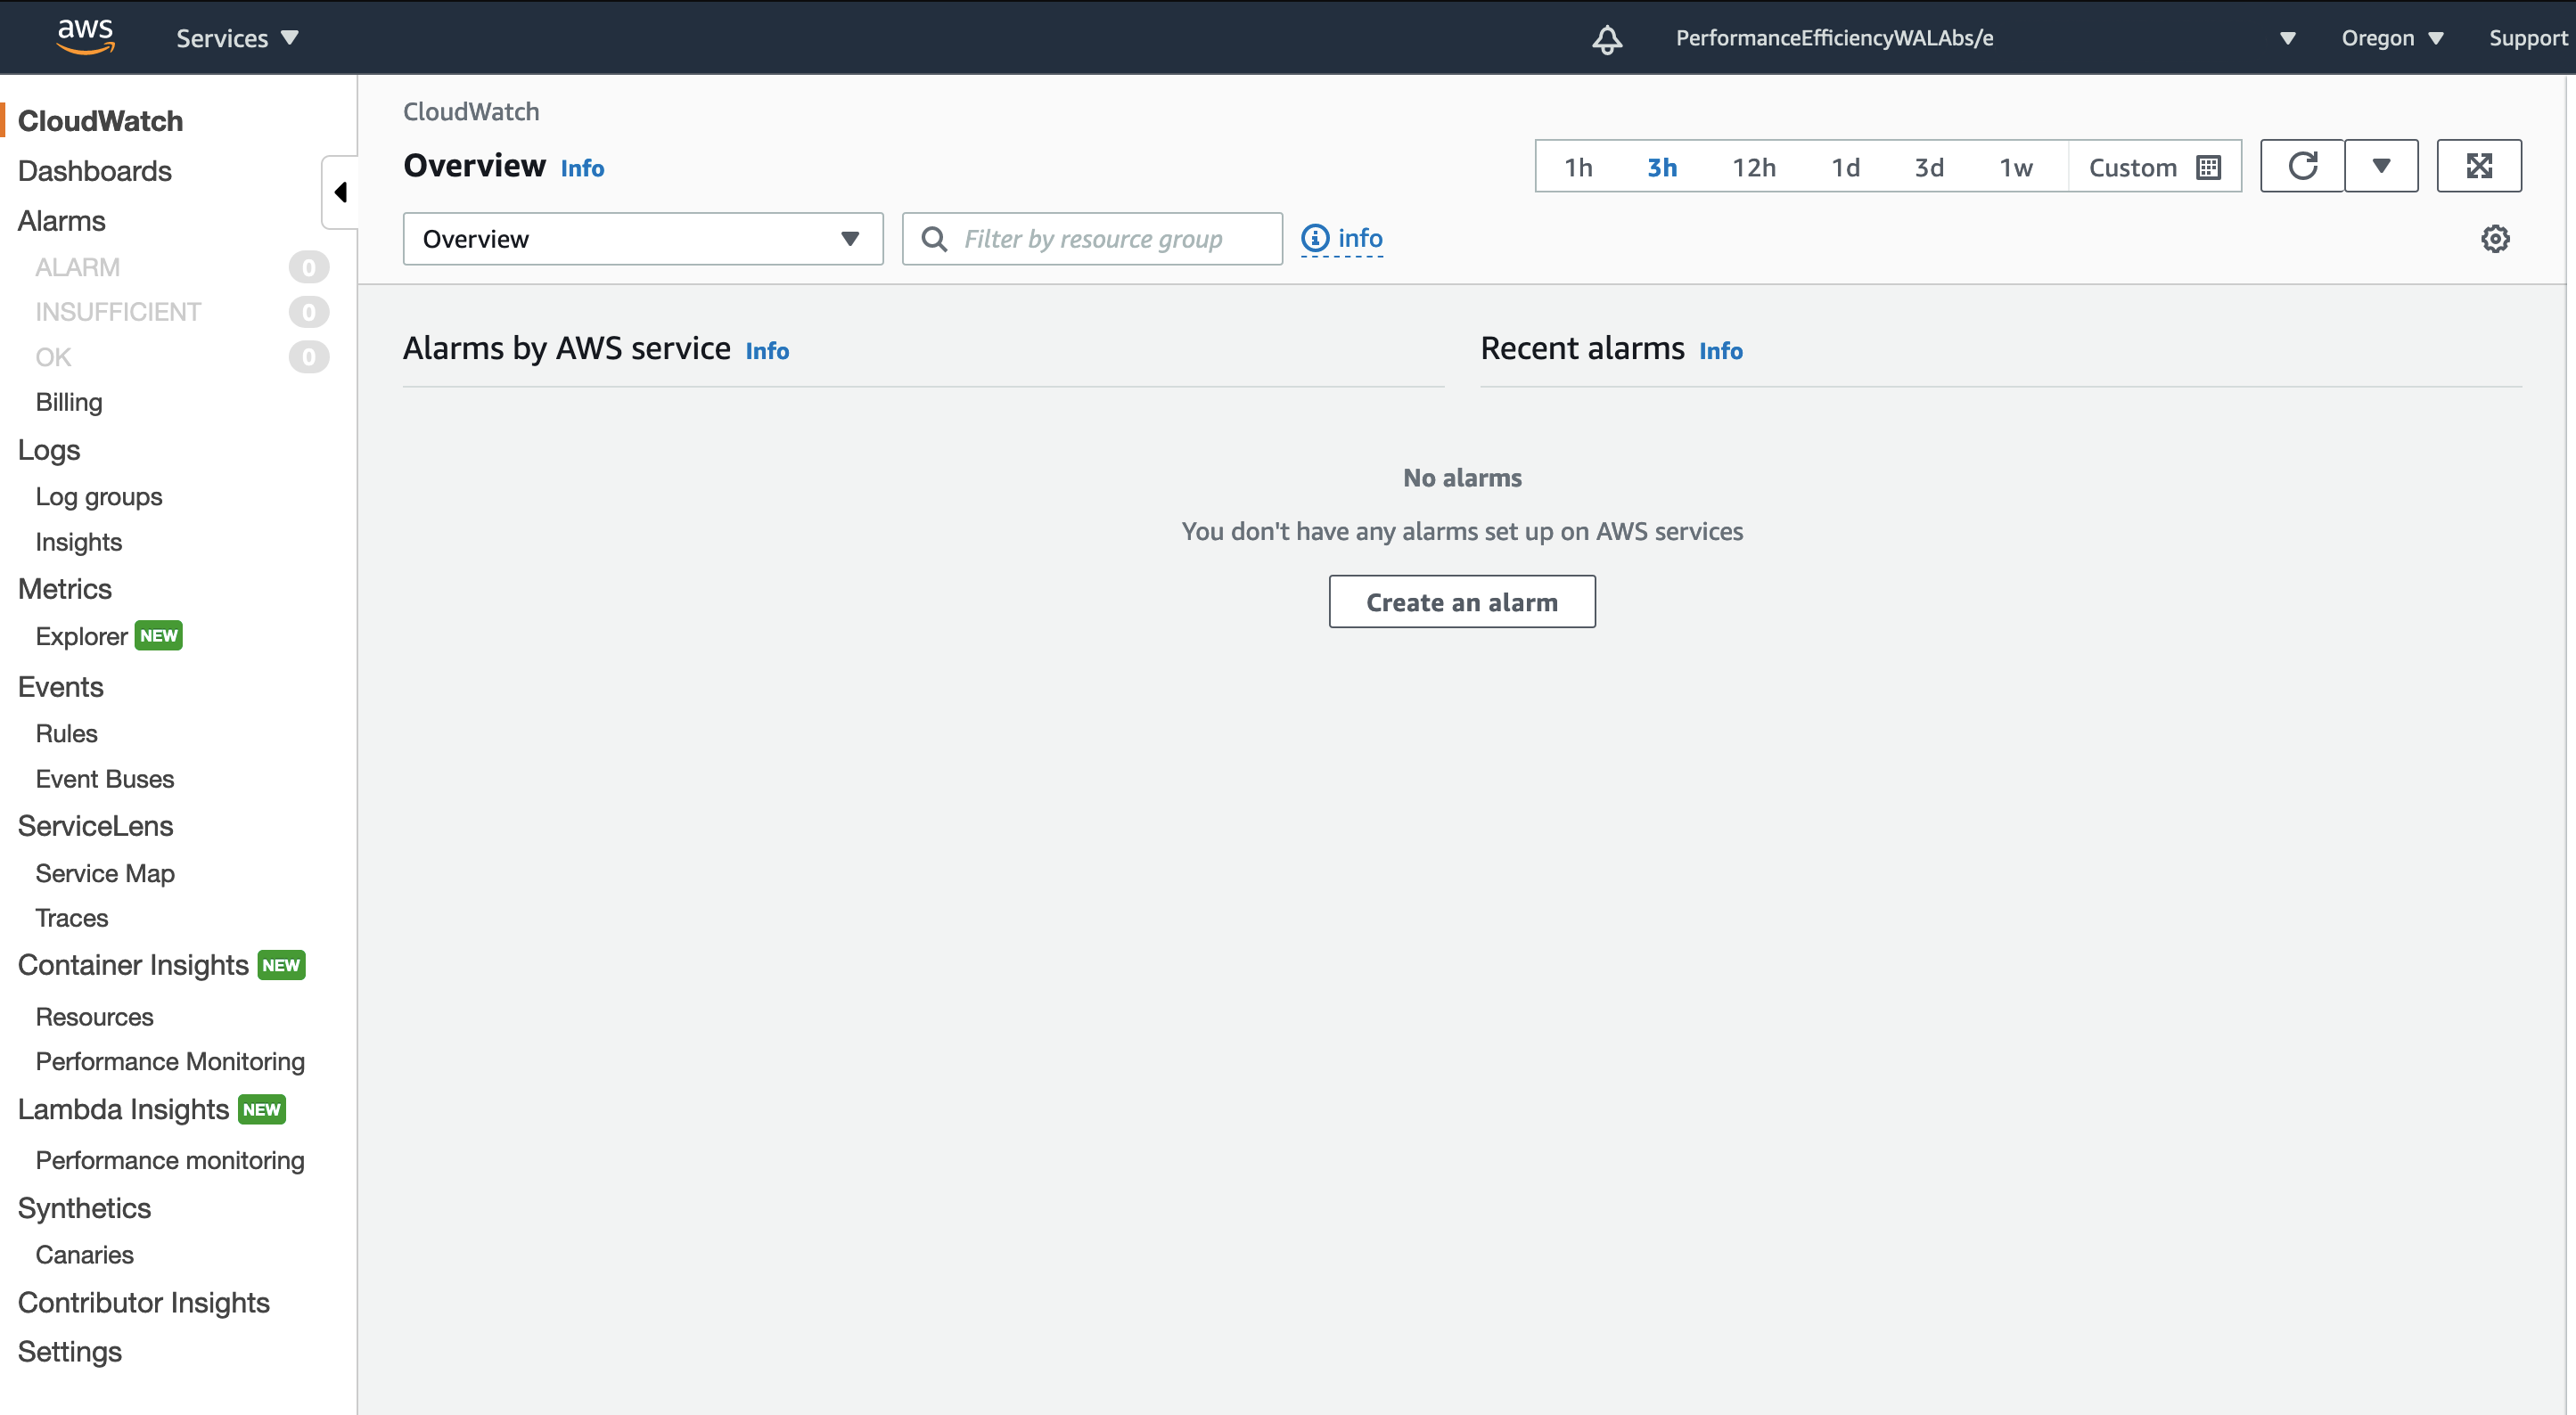 aws Services PerformanceEfficiencyWALAbs/e Oregon Support
CloudWatch
Dashboards
Alarms
ALARM 0
INSUFFICIENT 0
OK 0
Billing
Logs
Log groups
Insights
Metrics
Explorer NEW
Events
Rules
Event Buses
ServiceLens
Service Map
Traces
Container Insights NEW
Resources
Performance Monitoring
Lambda Insights NEW
Performance monitoring
Synthetics
Canaries
Contributor Insights
Settings
CloudWatch
Overview Info
1h 3h 12h 1d 3d 1w Custom
Overview Filter by resource group info
Alarms by AWS service Info
Recent alarms Info
No alarms
You don't have any alarms set up on AWS services
Create an alarm